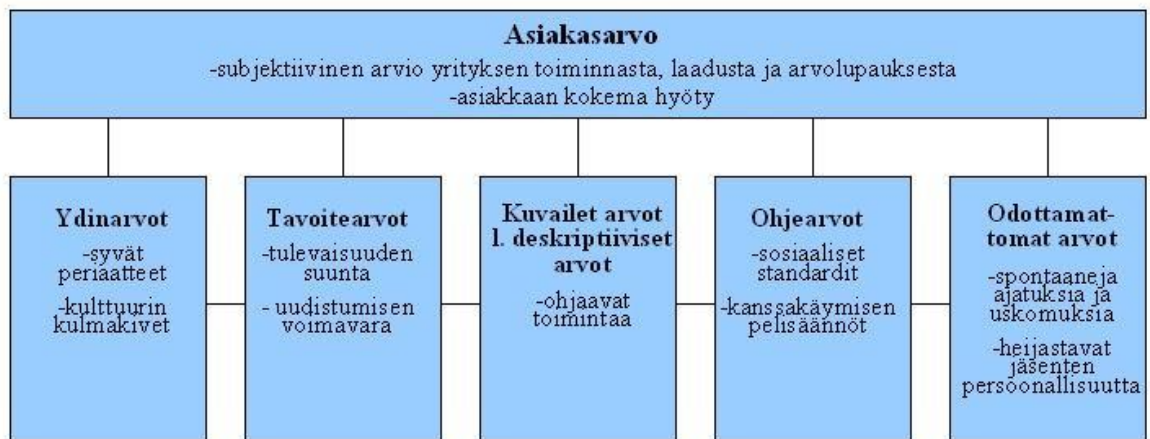 Asiakasarvo
-subjektiivinen arvio yrityksen toiminnasta, laadusta ja arvolupauksesta
-asiakkaan kokema hyöty
Ydinarvot
-syvät
periaatteet
-kulttuurin
kulmakivet
Tavoitearvot
-tulevaisuuden
suunta
- uudistumisen
voimavara
Kuvailet arvot
l. deskriptiiviset
arvot
-ohjaavat
toimintaa
Ohjearvot
-sosiaaliset
standardit
-kanssakäymisen
pelisäännöt
Odottamat-
tomat arvot
-spontaaneja
ajatuksia ja
uskomuksia
-heijastavat
jäsenten
persoonallisuutta